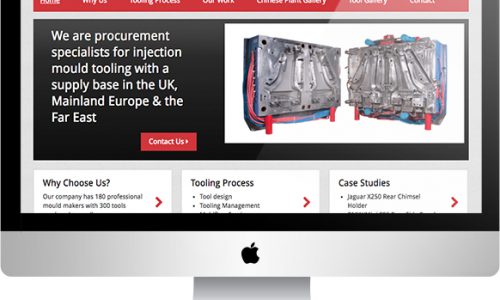 Home Why Us Tooling Process Our Work Chinese Plant Gallery Tool Gallery Contact
We are procurement
specialists for injection
mould tooling with a
supply base in the UK,
Mainland Europe & the
Far East
Contact Us
Why Choose Us?
Our company has 180 professional
mould makers with 300 tools
Tooling Process
• Tool design
• Tooling Management
Case Studies
• Jaguar X250 Rear Chimsel
Holder